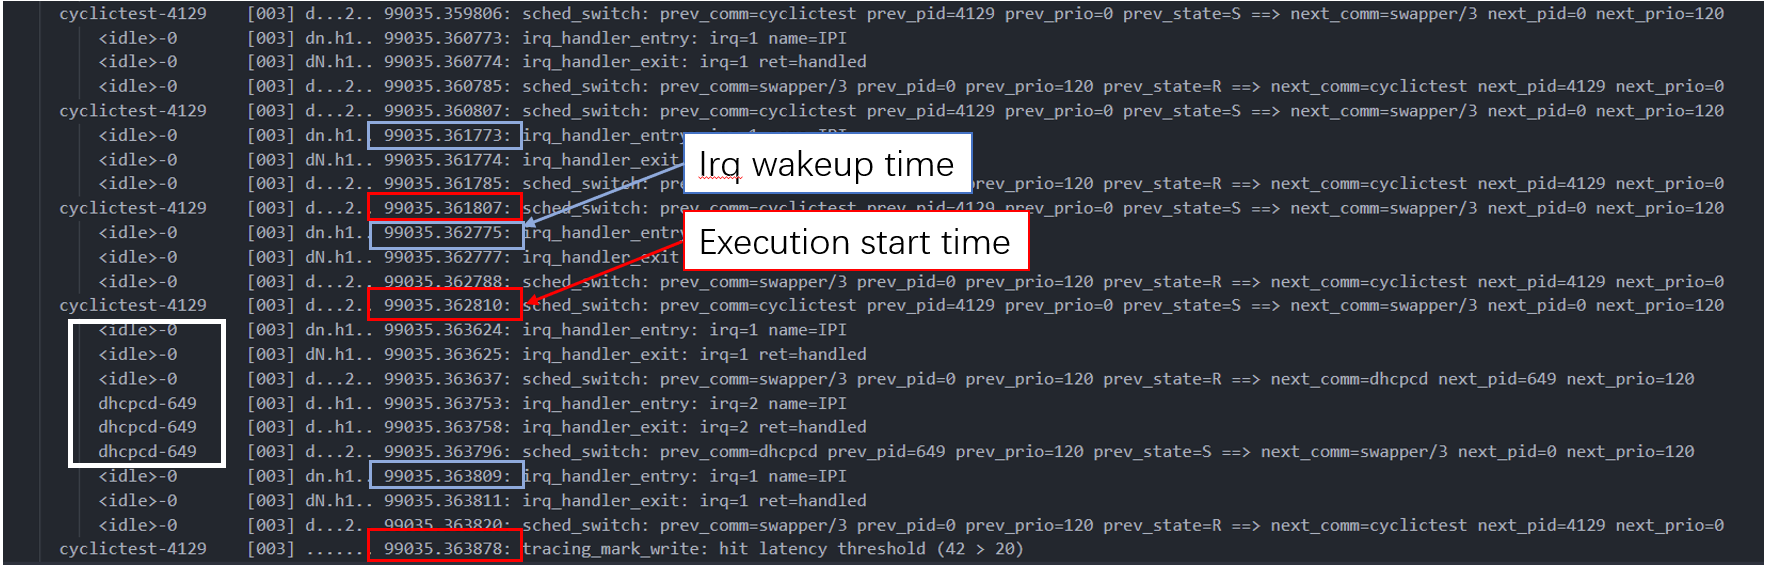 cyclictest-4129 [003] d...2.. 99035.359806: sched_switch: prev_comm=cyclictest prev_pid=4129 prev_prio=0 prev_state=S ==> next_comm=swapper/3 next_pid=0 next_prio=120
<idle>-0 [003] dn.h1.. 99035.360773: irq_handler_entry: irq=1 name=IPI
<idle>-0 [003] dN.h1.. 99035.360774: irq_handler_exit: irq=1 ret=handled
<idle>-0 [003] d...2.. 99035.360785: sched_switch: prev_comm=swapper/3 prev_pid=0 prev_prio=120 prev_state=R ==> next_comm=cyclictest next_pid=4129 next_prio=0
cyclictest-4129 [003] d...2.. 99035.360807: sched_switch: prev_comm=cyclictest prev_pid=4129 prev_prio=0 prev_state=S ==> next_comm=swapper/3 next_pid=0 next_prio=120
<idle>-0 [003] dn.h1.. 99035.361773: irq_handler_entry:
<idle>-0 [003] dN.h1.. 99035.361774: irq_handler_exit
Irq wakeup time
<idle>-0 [003] d...2.. 99035.361785: sched_switch: prev_prio=120 prev_state=R ==> next_comm=cyclictest next_pid=4129 next_prio=0
cyclictest-4129 [003] d...2.. 99035.361807: sched_switch: prev_comm=cyclictest prev_pid=4129 prev_prio=0 prev_state=S ==> next_comm=swapper/3 next_pid=0 next_prio=120
<idle>-0 [003] dn.h1.. 99035.362775: irq_handler_entry
Execution start time
<idle>-0 [003] dN.h1.. 99035.362777: irq_handler_exit
<idle>-0 [003] d...2.. 99035.362788: sched_switch: prev_comm=swapper/3 prev_pid=0 prev_prio=120 prev_state=R ==> next_comm=cyclictest next_pid=4129 next_prio=0
cyclictest-4129 [003] d...2.. 99035.362810: sched_switch: prev_comm=cyclictest prev_pid=4129 prev_prio=0 prev_state=S ==> next_comm=swapper/3 next_pid=0 next_prio=120
<idle>-0 [003] dn.h1.. 99035.363624: irq_handler_entry: irq=1 name=IPI
<idle>-0 [003] dN.h1.. 99035.363625: irq_handler_exit: irq=1 ret=handled
<idle>-0 [003] d...2.. 99035.363637: sched_switch: prev_comm=swapper/3 prev_pid=0 prev_prio=120 prev_state=R ==> next_comm=dhcpcd next_pid=649 next_prio=120
dhcpcd-649 [003] d..h1.. 99035.363753: irq_handler_entry: irq=2 name=IPI
dhcpcd-649 [003] d..h1.. 99035.363758: irq_handler_exit: irq=2 ret=handled
dhcpcd-649 [003] d...2.. 99035.363796: sched_switch: prev_comm=dhcpcd prev_pid=649 prev_prio=120 prev_state=S ==> next_comm=swapper/3 next_pid=0 next_prio=120
<idle>-0 [003] dn.h1.. 99035.363809: irq_handler_entry: irq=1 name=IPI
<idle>-0 [003] dN.h1.. 99035.363811: irq_handler_exit: irq=1 ret=handled
<idle>-0 [003] d...2.. 99035.363820: sched_switch: prev_comm=swapper/3 prev_pid=0 prev_prio=120 prev_state=R ==> next_comm=cyclictest next_pid=4129 next_prio=0
cyclictest-4129 [003] ....... 99035.363878: tracing_mark_write: hit latency threshold (42 > 20)